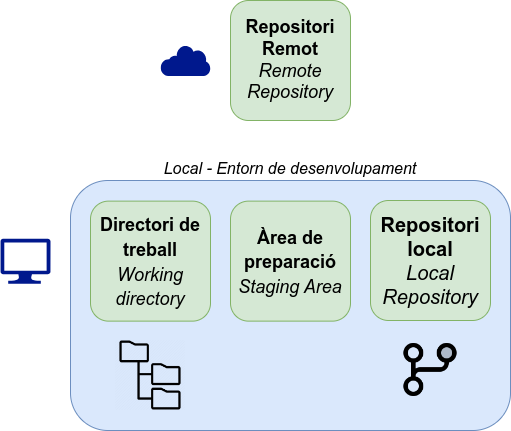 Repositori
Remot
Remote
Repository
Local - Entorn de desenvolupament
Directori de
treball
Working
directory
Àrea de
preparació
Staging Area
Repositori
local
Local
Repository